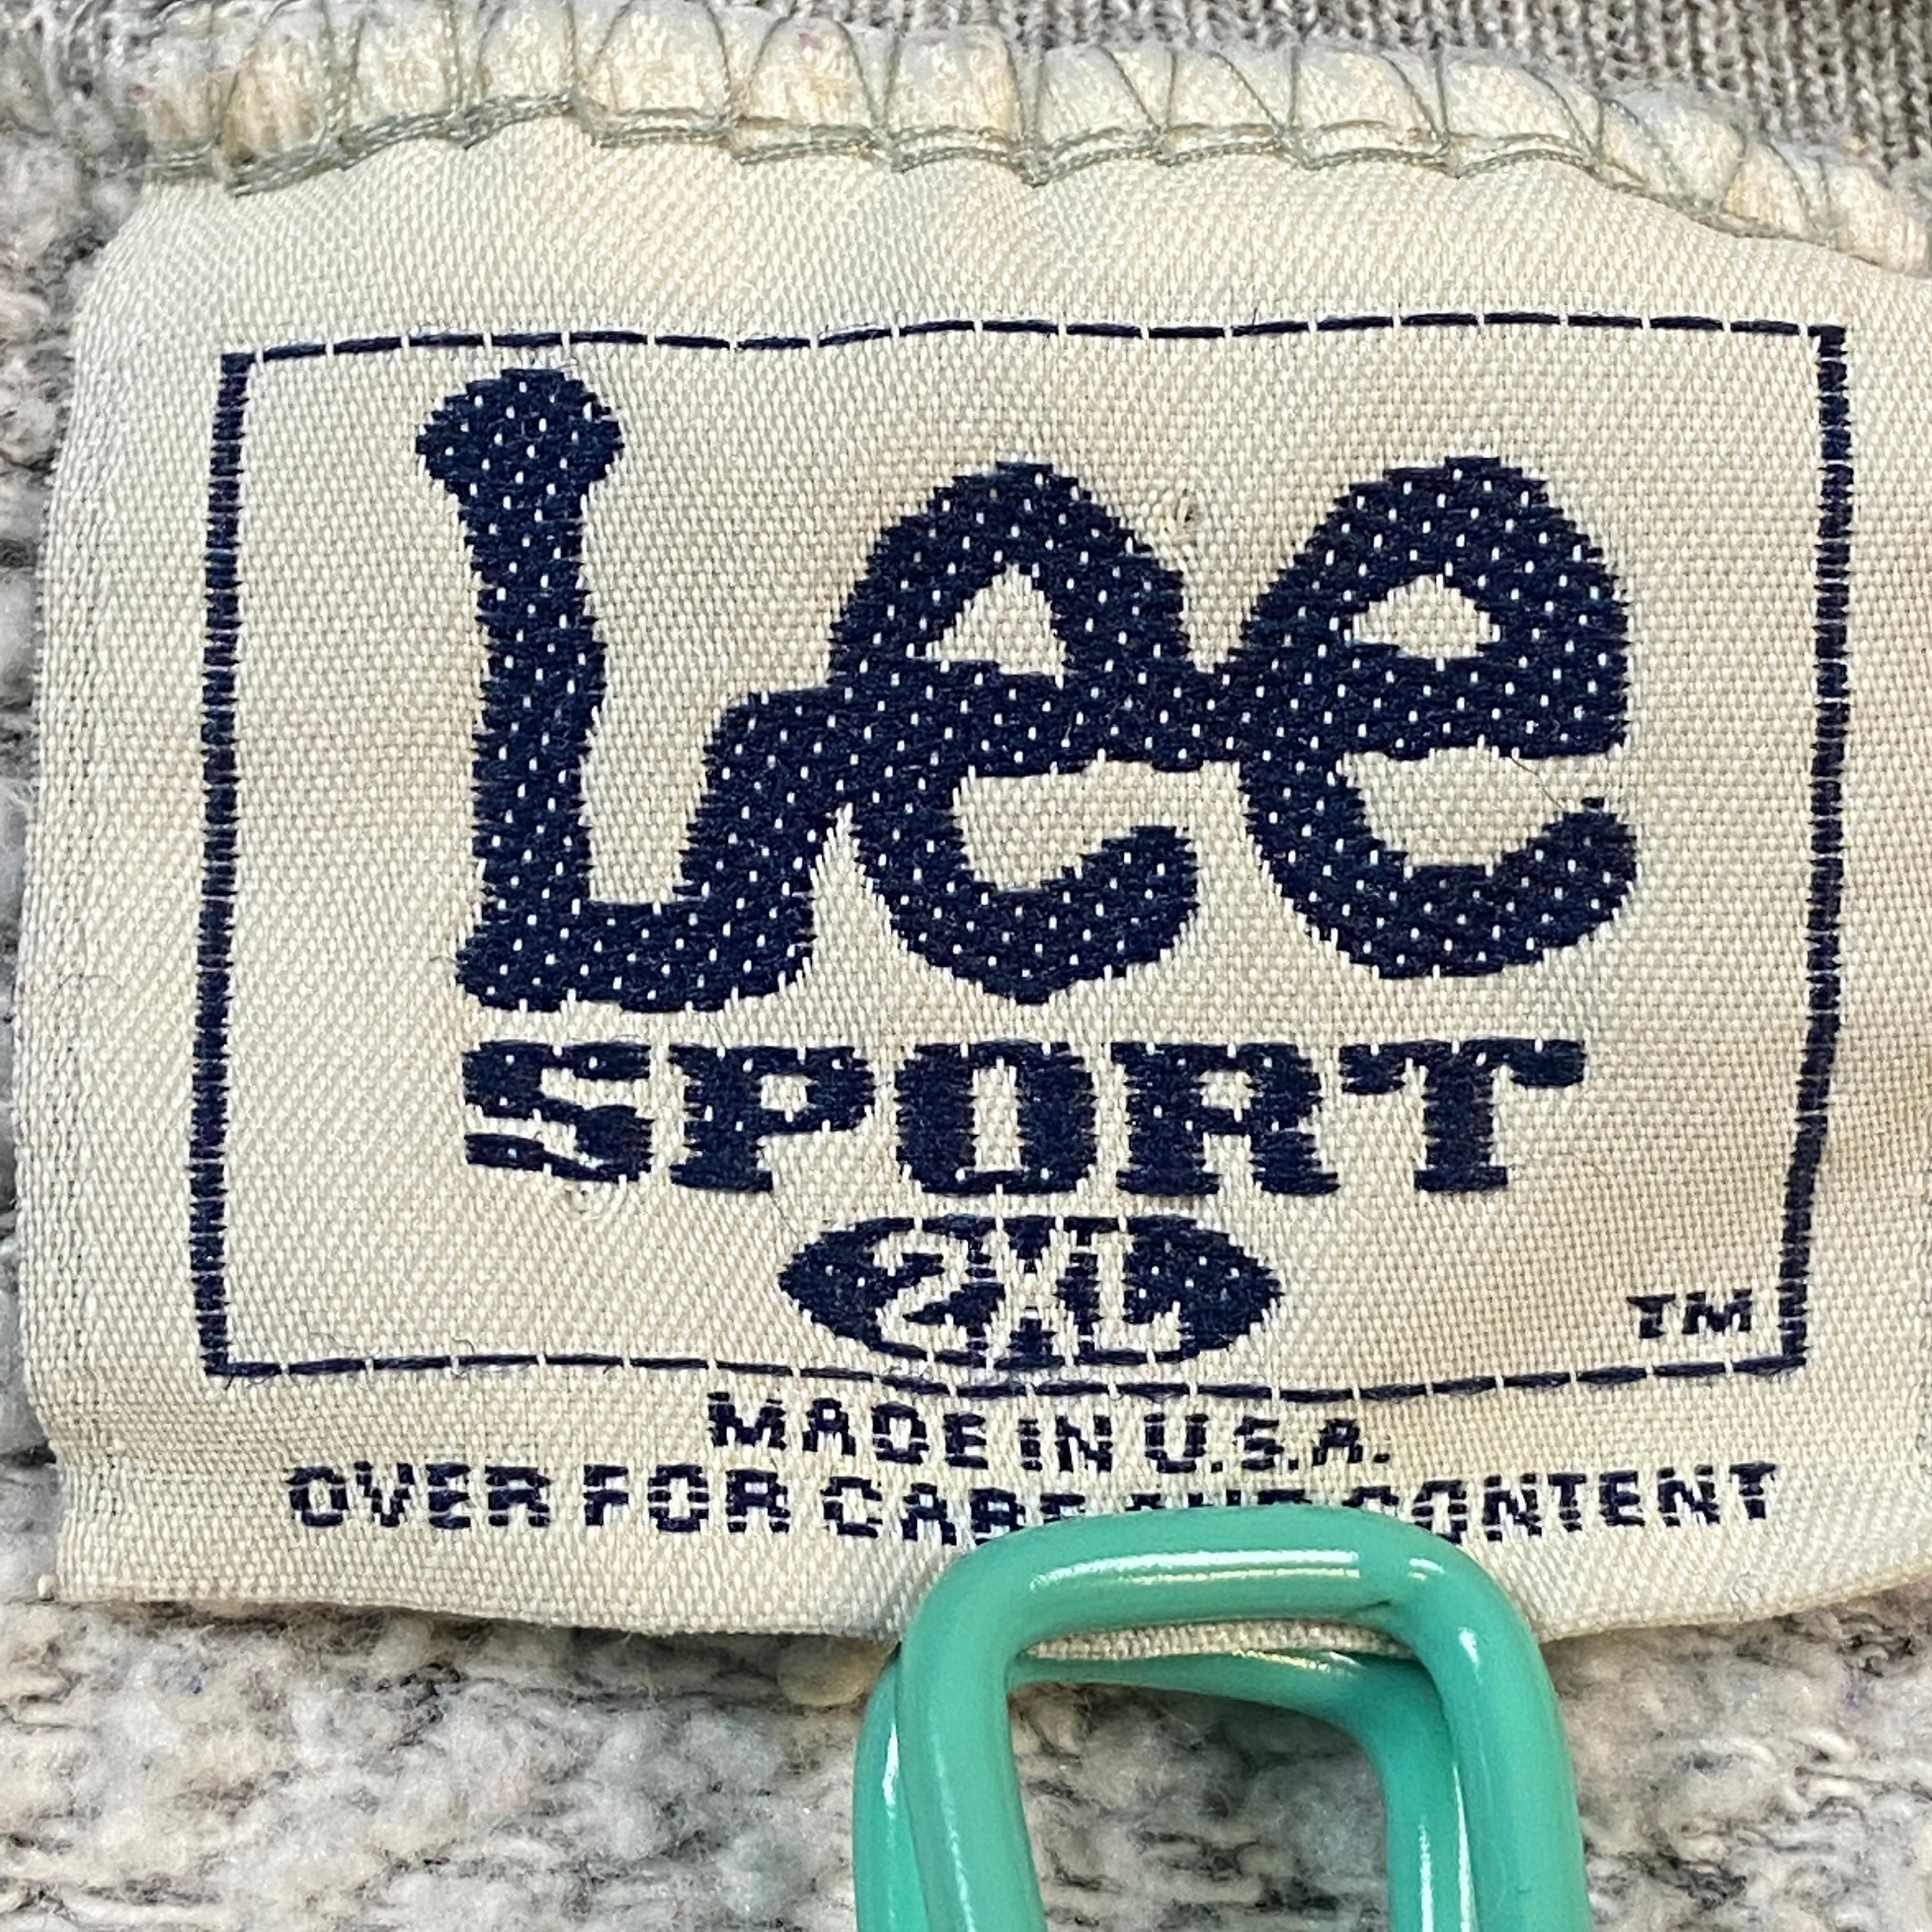 Lee
SPORT
2XL
TM
MADE IN U.S.A.
OVER FOR CARE AND CONTENT